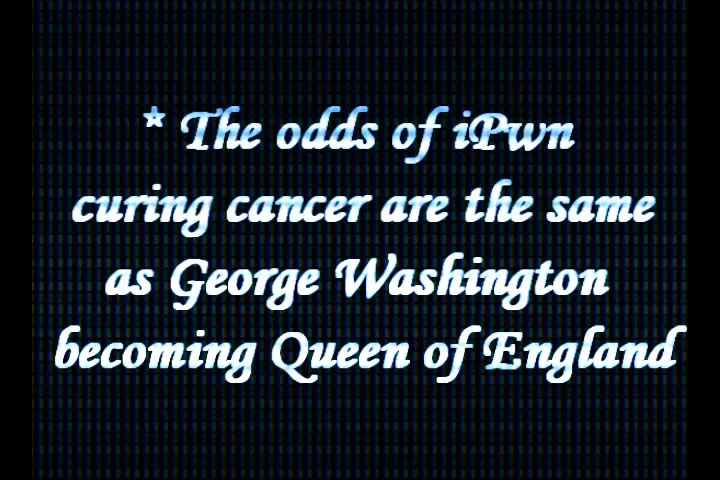 * The odds of iPwn
curing cancer are the same
as George Washington
becoming Queen of England